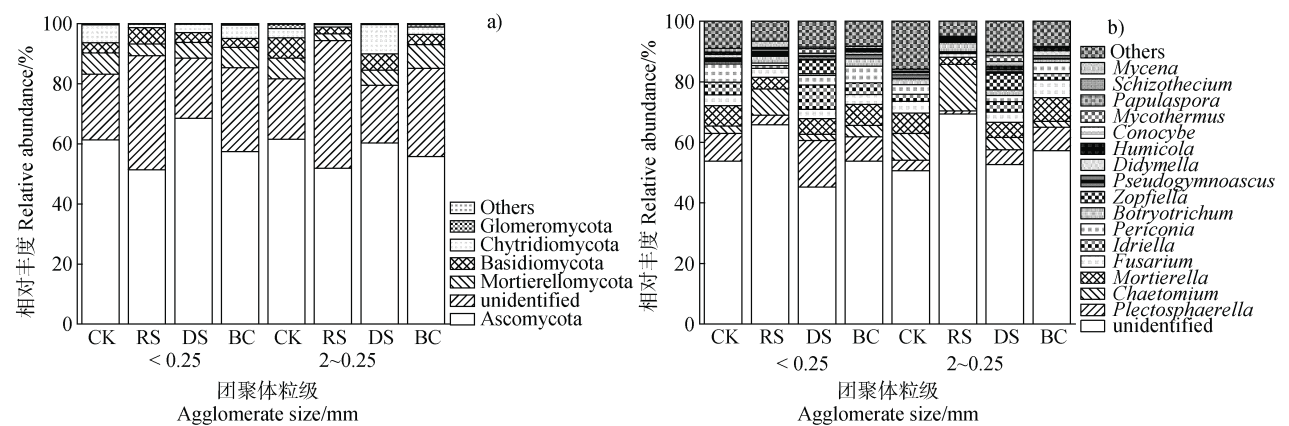 a)
100
80
60
40
20
0
相对丰度 Relative abundance/%
CK RS DS BC CK RS DS BC
< 0.25 2~0.25
团聚体粒级
Agglomerate size/mm
Others
Glomeromycota
Chytridiomycota
Basidiomycota
Mortierellomycota
unidentified
Ascomycota
b)
100
80
60
40
20
0
相对丰度 Relative abundance/%
CK RS DS BC CK RS DS BC
< 0.25 2~0.25
团聚体粒级
Agglomerate size/mm
Others
Mycena
Schizothecium
Papulaspora
Mycothermus
Conocybe
Humicola
Didymella
Pseudogymnoascus
Zopfiella
Botryotrichum
Periconia
Idriella
Fusarium
Mortierella
Chaetomium
Plectosphaerella
unidentified